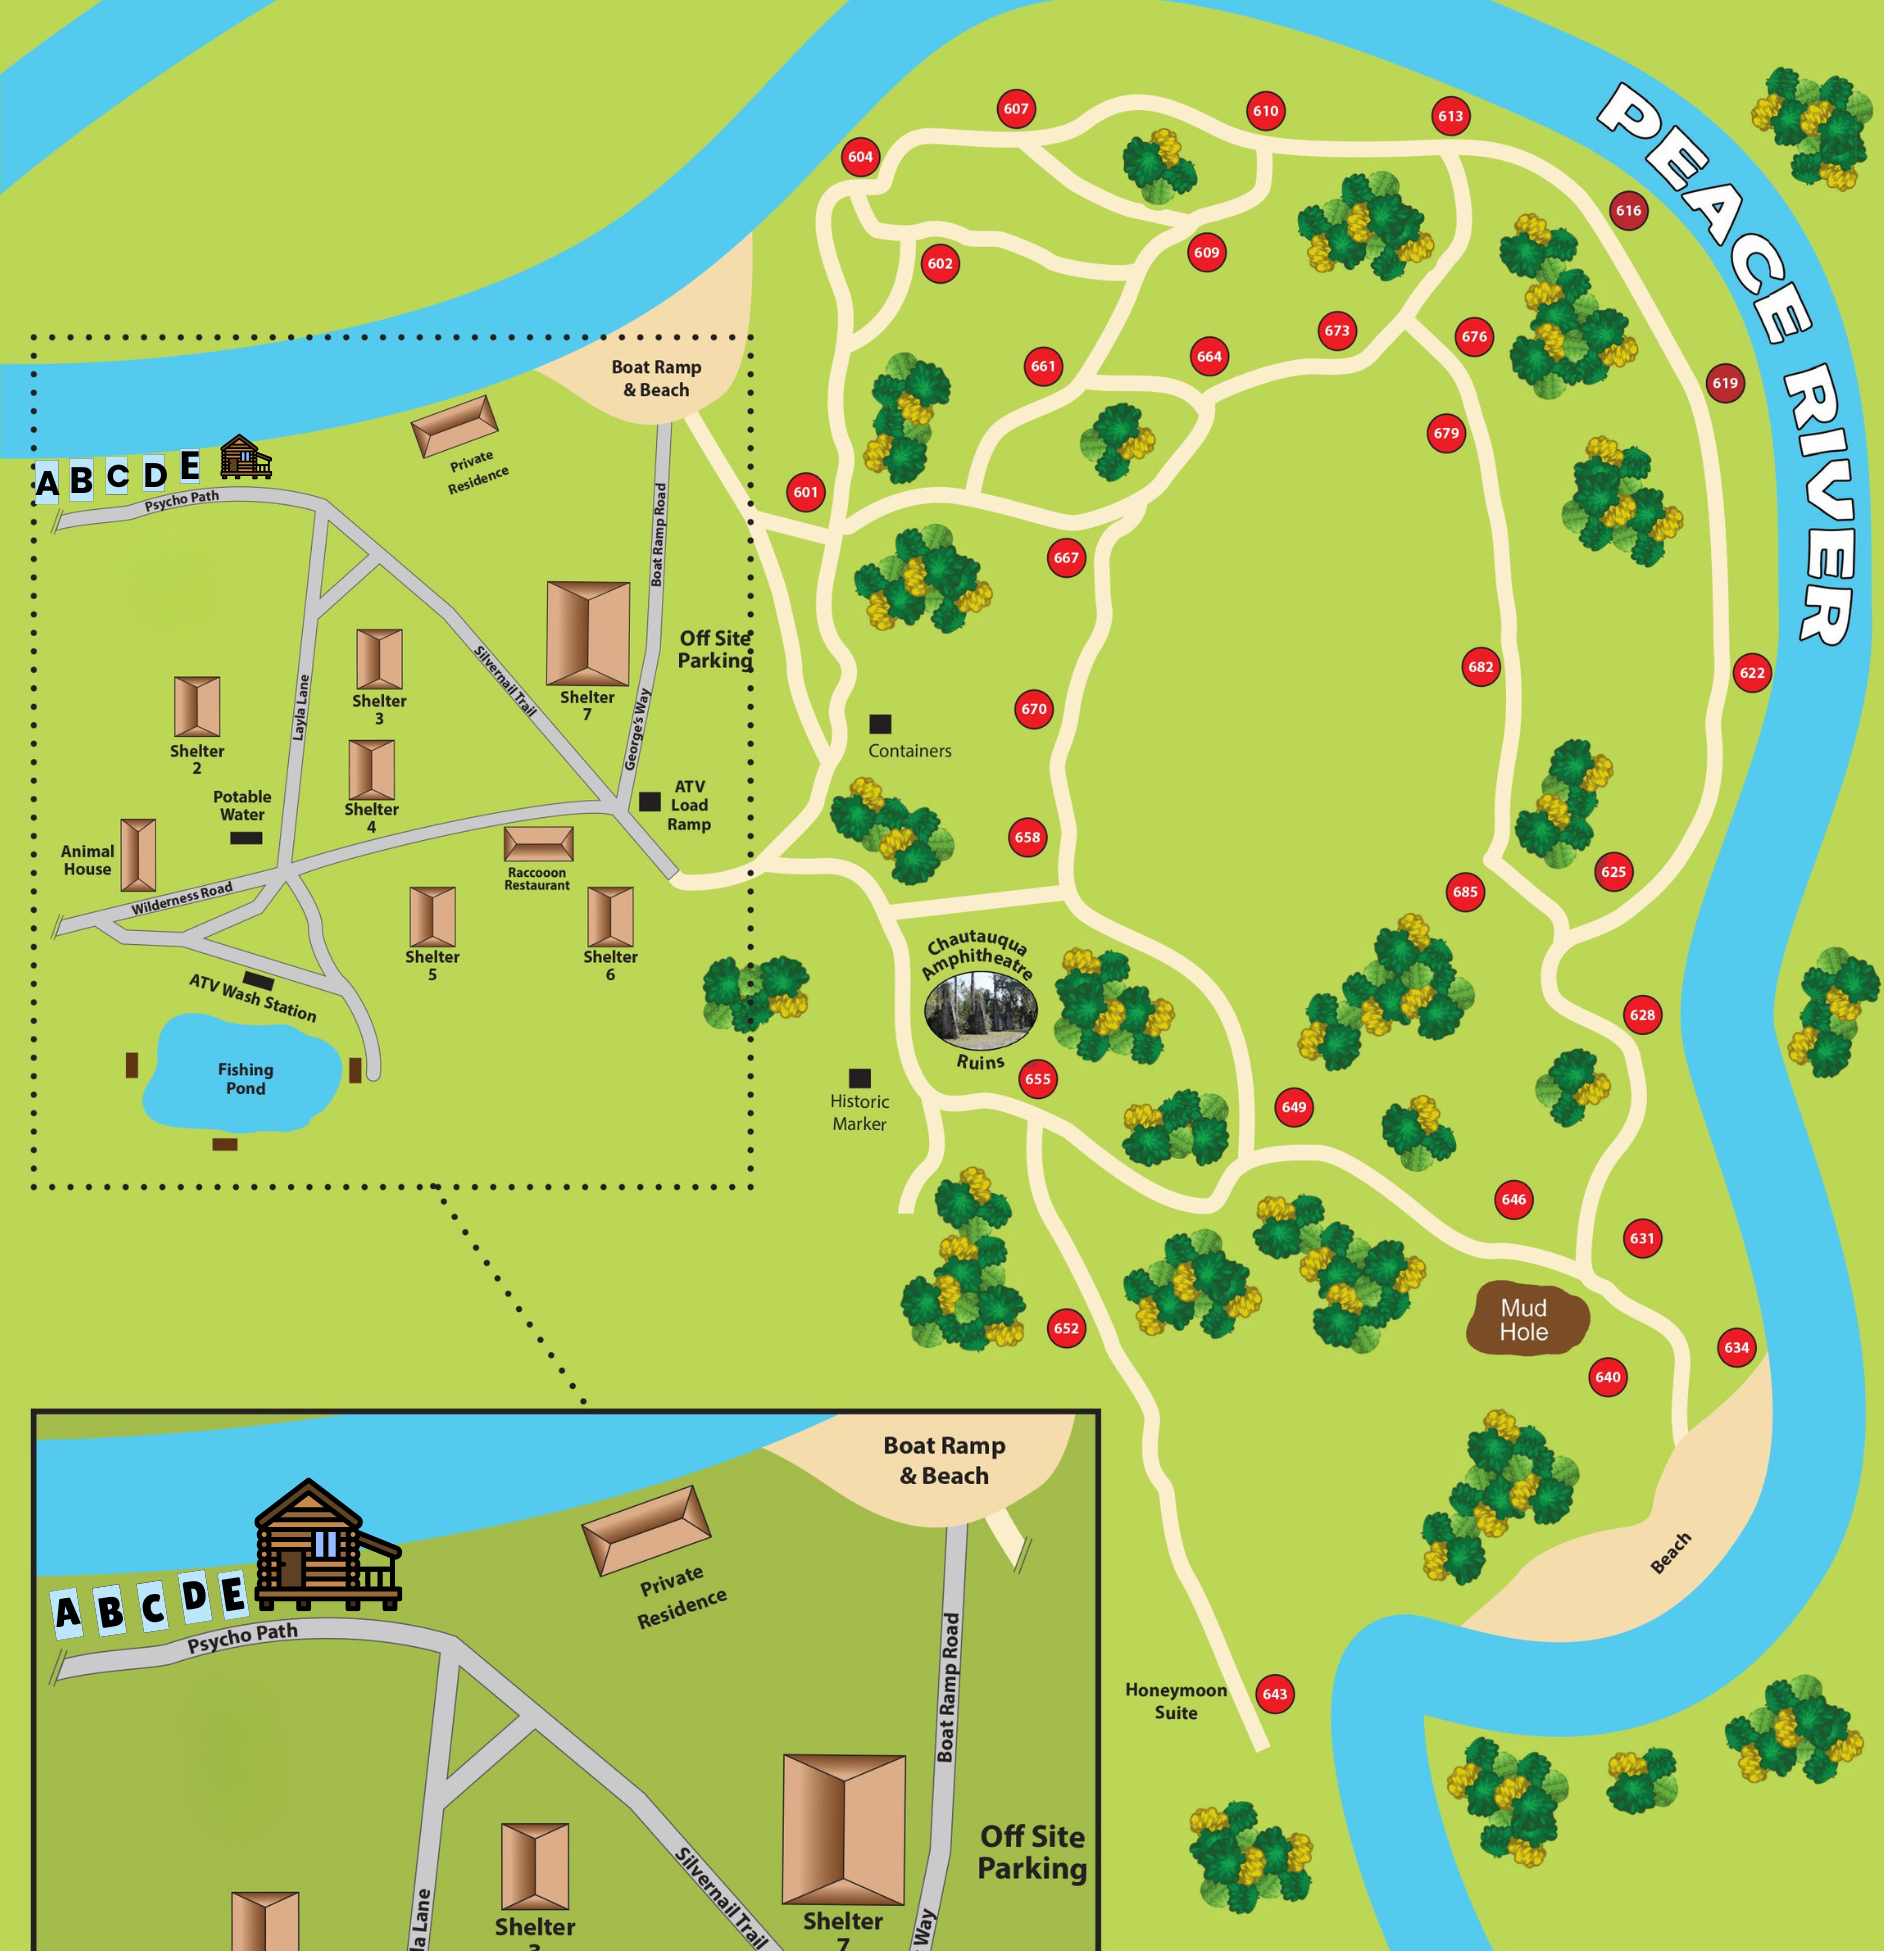 PEACE RIVER
607
610
613
604
616
602
609
661
664
673
676
619
679
601
667
682
622
670
658
625
685
628
655
649
646
631
652
634
640
643
Boat Ramp
& Beach
A B C D E
Psycho Path
Private
Residence
Boat Ramp Road
Off Site
Parking
Shelter
7
Silvernail Trail
George's Way
Layla Lane
Shelter
3
Shelter
2
Shelter
4
Potable
Water
ATV
Load
Ramp
Animal
House
Raccooon
Restaurant
Wilderness Road
Shelter
5
Shelter
6
ATV Wash Station
Fishing
Pond
Containers
Chautauqua
Amphitheatre
Ruins
Historic
Marker
Mud
Hole
Beach
Honeymoon
Suite
Boat Ramp
& Beach
A B C D E
Psycho Path
Private
Residence
Boat Ramp Road
Off Site
Parking
Shelter
7
Silvernail Trail
Shelter
la Lane
Way